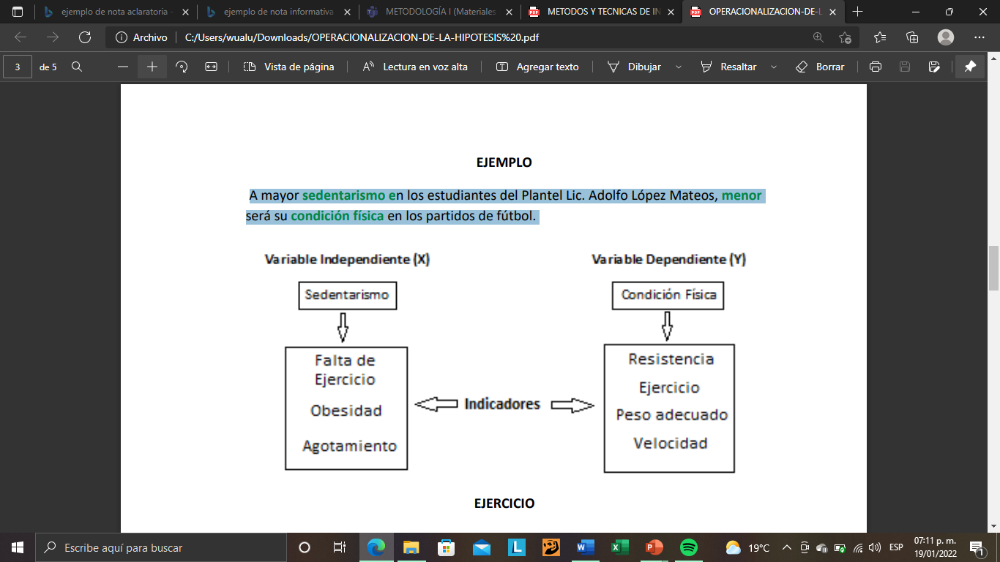 ejemplo de nota aclaratoria -
ejemplo de nota informativa
METODOLOGÍA I (Materiales
METODOS Y TECNICAS DE IN
OPERACIONALIZACION-DE-L
Archivo
C:/Users/wualu/Downloads/OPERACIONALIZACION-DE-LA-HIPOTESIS%20.pdf
3
de 5
Vista de página
Lectura en voz alta
Agregar texto
Dibujar
Resaltar
Borrar
EJEMPLO
A mayor sedentarismo en los estudiantes del Plantel Lic. Adolfo López Mateos, menor
será su condición física en los partidos de fútbol.
Variable Independiente (X)
Variable Dependiente (Y)
Sedentarismo
Condición Física
Falta de
Ejercicio
Obesidad
Agotamiento
Indicadores
Resistencia
Ejercicio
Peso adecuado
Velocidad
EJERCICIO
Escribe aquí para buscar
19°C
ESP
07:11 p. m.
19/01/2022
1